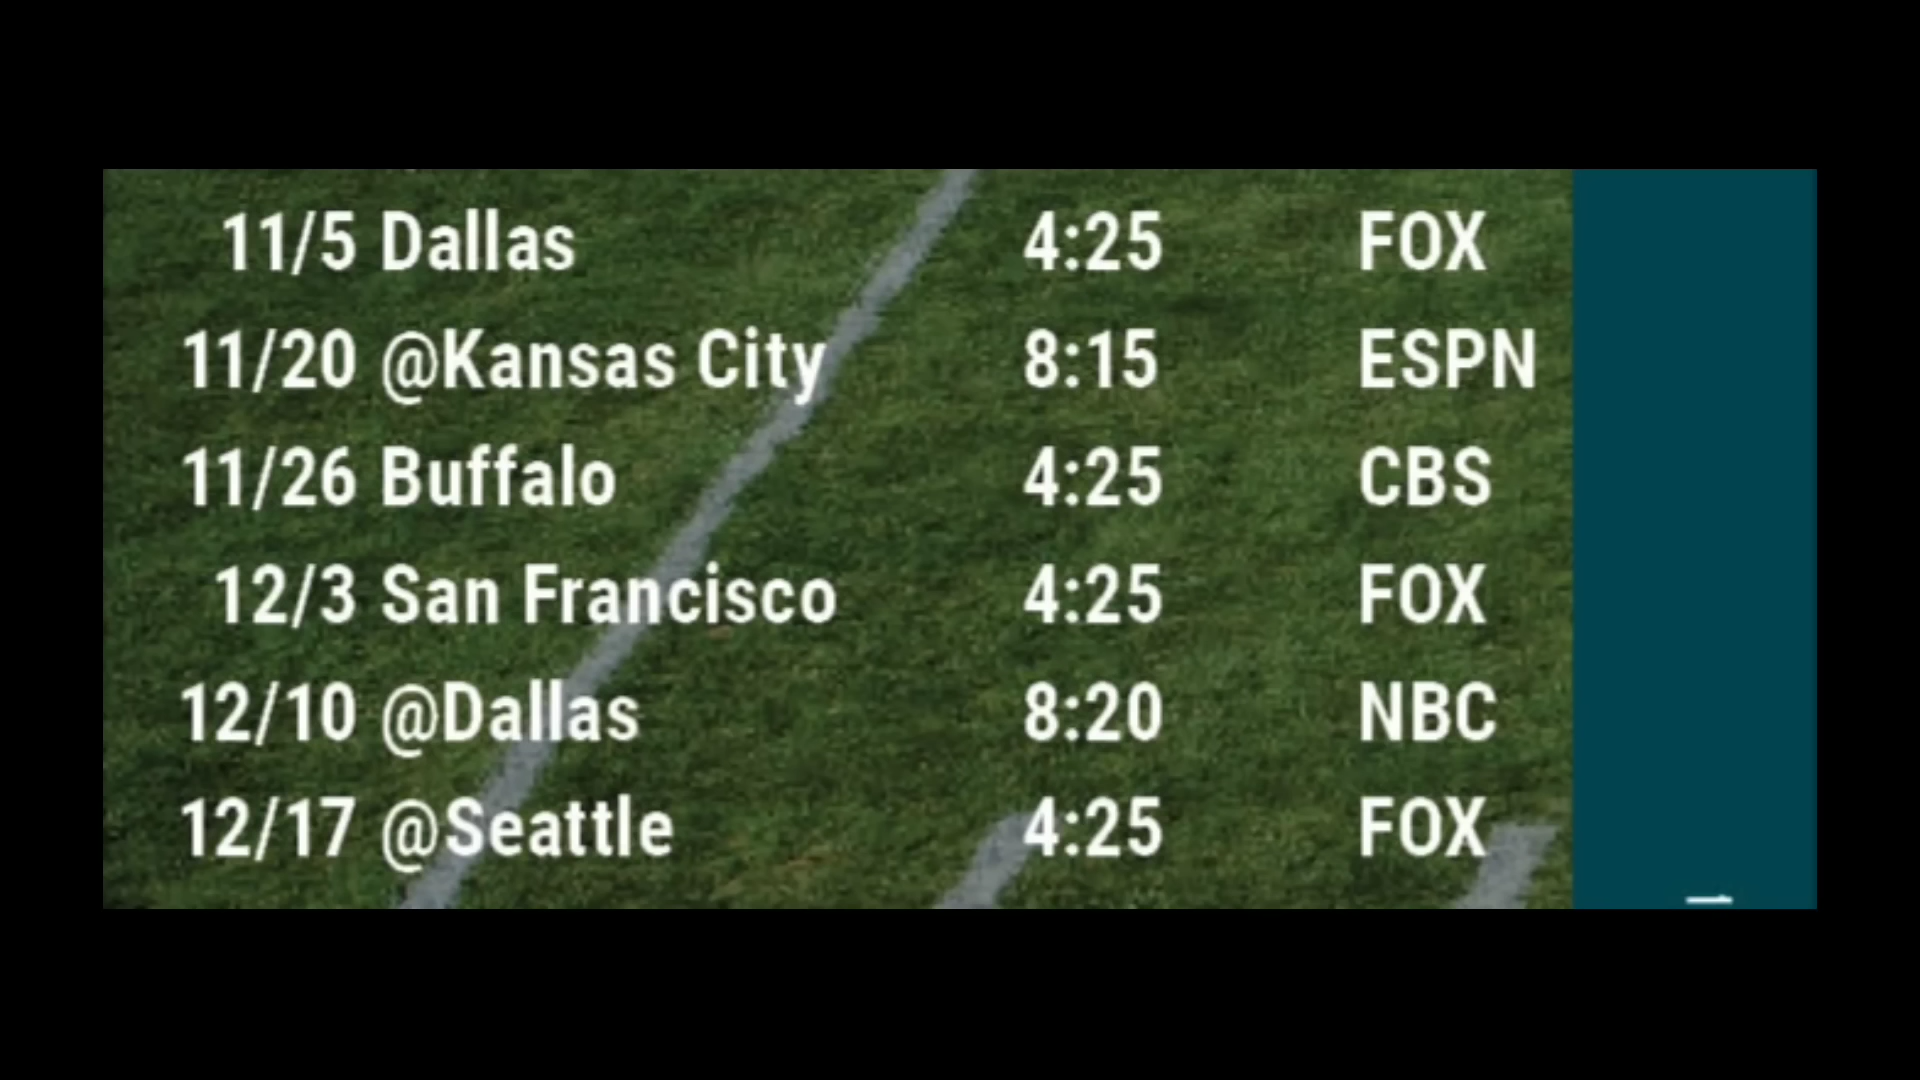 11/5 Dallas 4:25 FOX
11/20 @Kansas City 8:15 ESPN
11/26 Buffalo 4:25 CBS
12/3 San Francisco 4:25 FOX
12/10 @Dallas 8:20 NBC
12/17 @Seattle 4:25 FOX